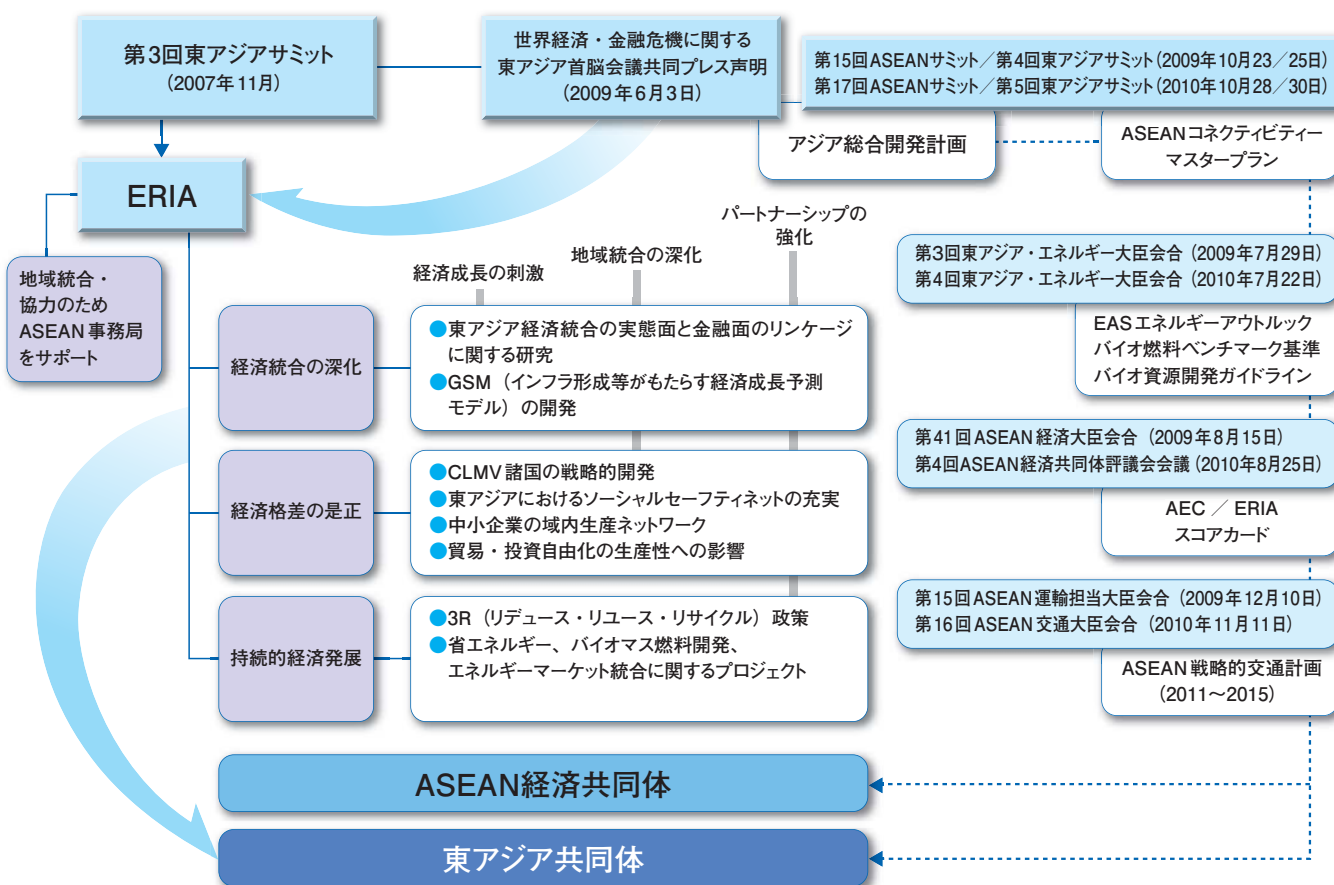 第3回東アジアサミット
(2007年11月)
世界経済・金融危機に関する
東アジア首脳会議共同プレス声明
(2009年6月3日)
第15回ASEANサミット／第4回東アジアサミット(2009年10月23／25日)
第17回ASEANサミット／第5回東アジアサミット(2010年10月28／30日)
アジア総合開発計画
ASEANコネクティビティー
マスタープラン
ERIA
地域統合・
協力のため
ASEAN事務局
をサポート
経済成長の刺激
地域統合の深化
パートナーシップの
強化
経済統合の深化
●東アジア経済統合の実態面と金融面のリンケージ
に関する研究
●GSM（インフラ形成等がもたらす経済成長予測
モデル）の開発
経済格差の是正
●CLMV諸国の戦略的開発
●東アジアにおけるソーシャルセーフティネットの充実
●中小企業の域内生産ネットワーク
●貿易・投資自由化の生産性への影響
持続的経済発展
●3R（リデュース・リユース・リサイクル）政策
●省エネルギー、バイオマス燃料開発、
エネルギーマーケット統合に関するプロジェクト
第3回東アジア・エネルギー大臣会合（2009年7月29日）
第4回東アジア・エネルギー大臣会合（2010年7月22日）
EASエネルギーアウトルック
バイオ燃料ベンチマーク基準
バイオ資源開発ガイドライン
第41回ASEAN経済大臣会合（2009年8月15日）
第4回ASEAN経済共同体評議会会議（2010年8月25日）
AEC ／ ERIA
スコアカード
第15回ASEAN運輸担当大臣会合（2009年12月10日）
第16回ASEAN交通大臣会合（2010年11月11日）
ASEAN戦略的交通計画
（2011～2015）
ASEAN経済共同体
東アジア共同体